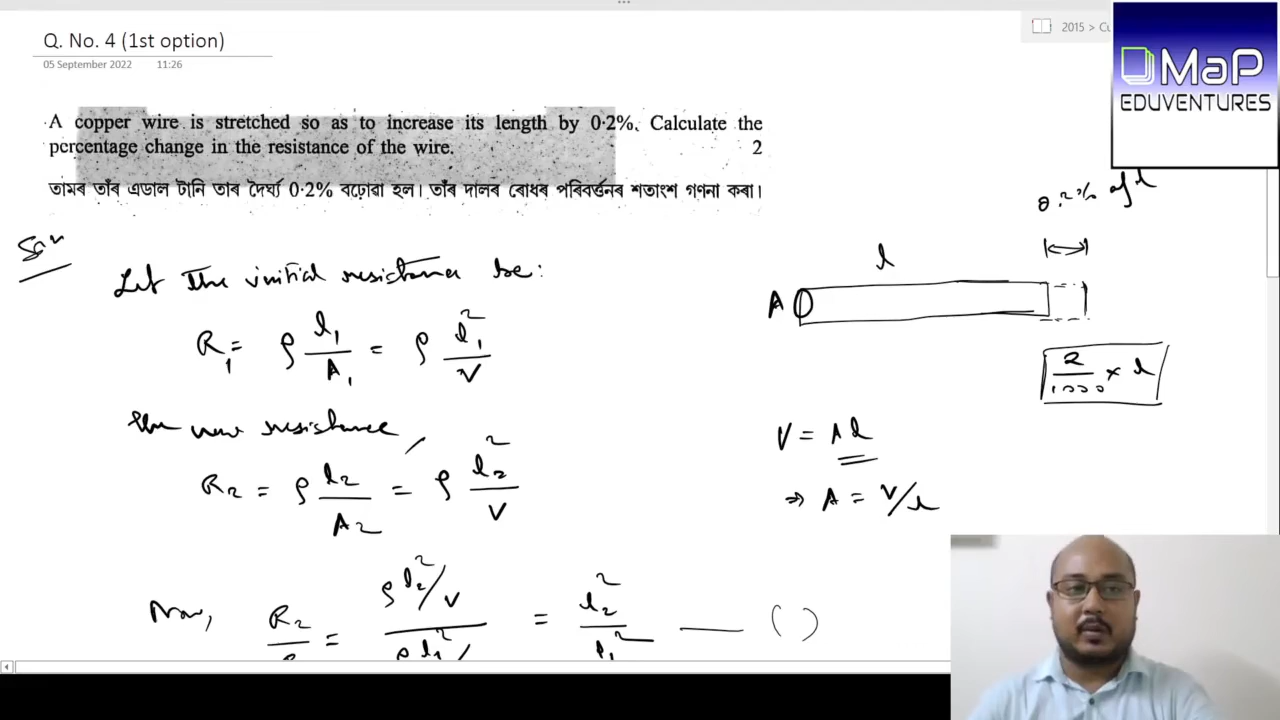 Q. No. 4 (1st option)
05 September 2022 11:26
2015 > Cu
MaP
EDUVENTURES
A copper wire is stretched so as to increase its length by 0·2%. Calculate the
percentage change in the resistance of the wire. 2
তামৰ তাঁৰ এডাল টানি তাৰ দৈৰ্ঘ্য 0·2% বঢ়োৱা হল। তাঁৰ দালৰ ৰোধৰ পৰিবৰ্ত্তনৰ শতাংশ গণনা কৰা।
0.2% of l
Solⁿ
l
Let the initial resistance be:
A
R₁ = ρ l₁/A₁ = ρ l₁²/V
2/1000 × l
the new resistance
V = Al
R₂ = ρ l₂/A₂ = ρ l₂²/V
⇒ A = V/l
Now, R₂/ = ρl₂²/V / ρl₁²/ = l₂²/l₁² —— ( )